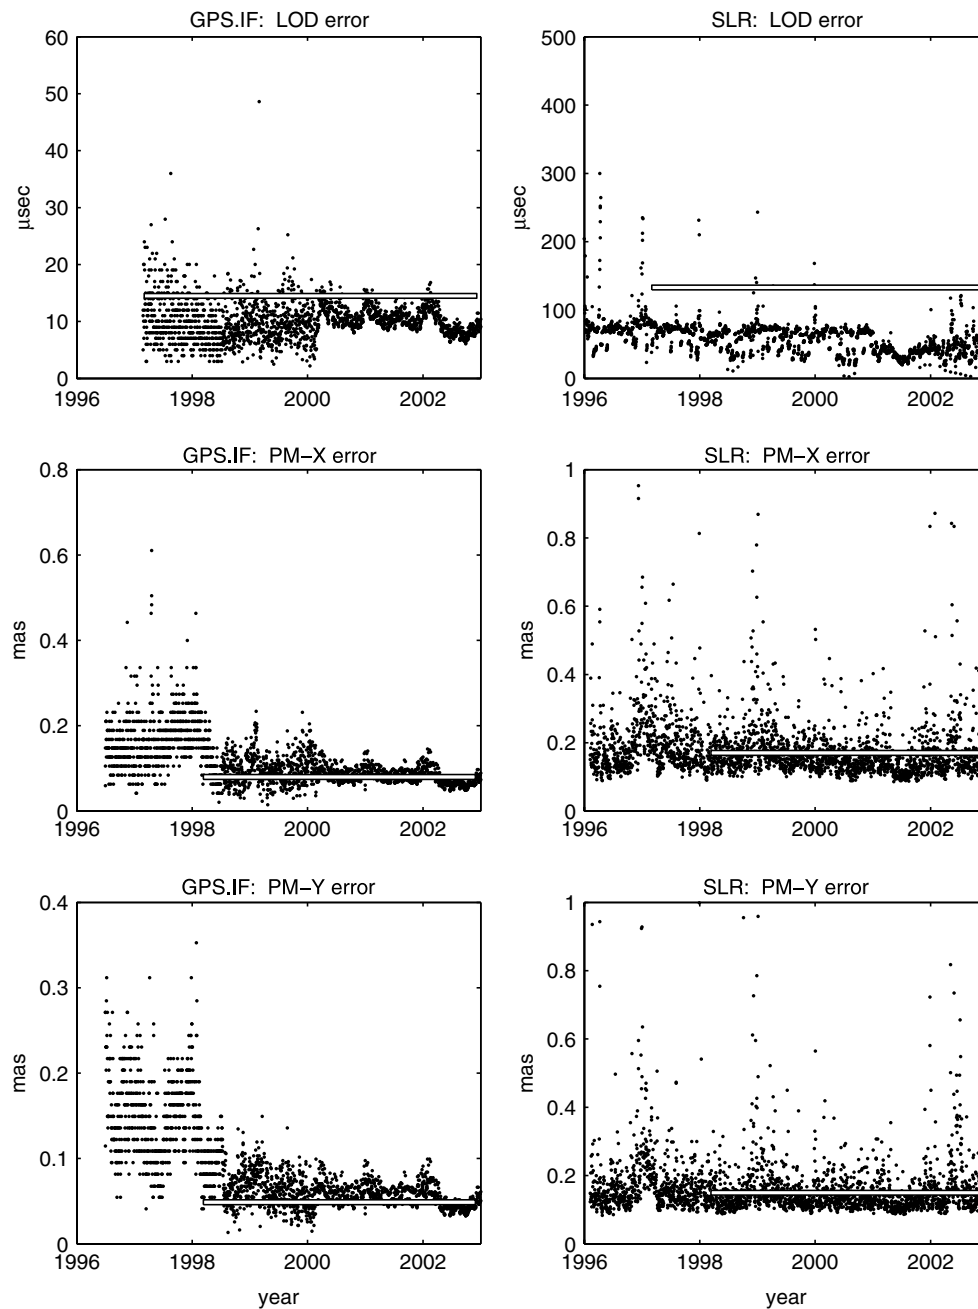 GPS.IF: LOD error
60
50
40
30
20
10
0
μsec
1996 1998 2000 2002
SLR: LOD error
500
400
300
200
100
0
μsec
1996 1998 2000 2002
GPS.IF: PM−X error
0.8
0.6
0.4
0.2
0
mas
1996 1998 2000 2002
SLR: PM−X error
1
0.8
0.6
0.4
0.2
0
mas
1996 1998 2000 2002
GPS.IF: PM−Y error
0.4
0.3
0.2
0.1
0
mas
1996 1998 2000 2002
year
SLR: PM−Y error
1
0.8
0.6
0.4
0.2
0
mas
1996 1998 2000 2002
year